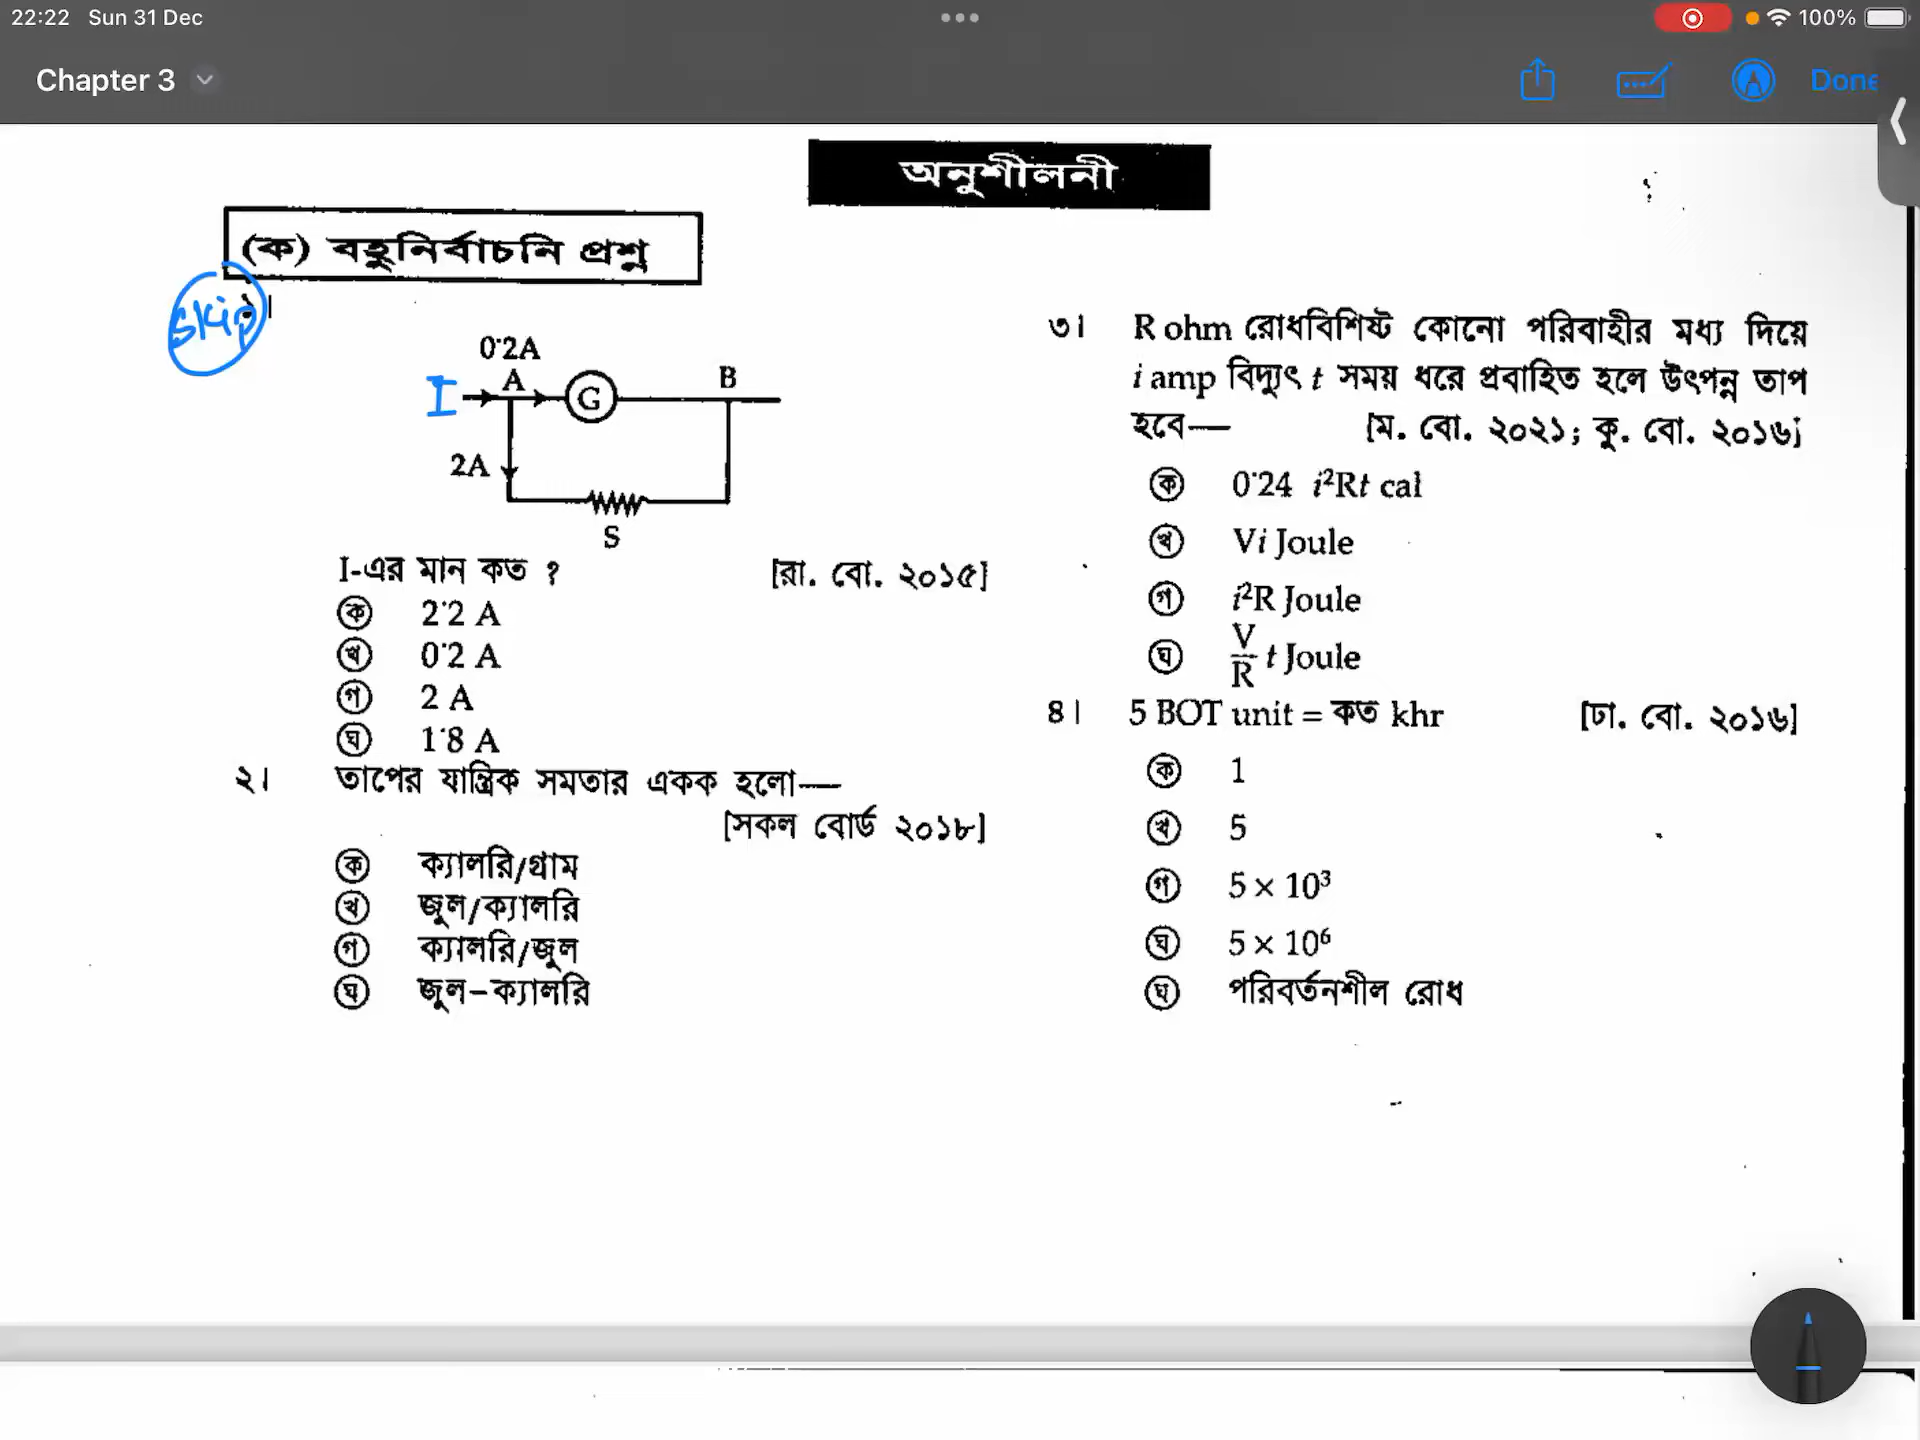 22:22 Sun 31 Dec
100%
Chapter 3
Done
অনুশীলনী
(ক) বহুনির্বাচনি প্রশ্ন
Skip
১।
0·2A
I
A
G
B
2A
S
I-এর মান কত ? [রা. বো. ২০১৫]
ক 2·2 A
খ 0·2 A
গ 2 A
ঘ 1·8 A
২। তাপের যান্ত্রিক সমতার একক হলো—
[সকল বোর্ড ২০১৮]
ক ক্যালরি/গ্রাম
খ জুল/ক্যালরি
গ ক্যালরি/জুল
ঘ জুল–ক্যালরি
৩। R ohm রোধবিশিষ্ট কোনো পরিবাহীর মধ্য দিয়ে
i amp বিদ্যুৎ t সময় ধরে প্রবাহিত হলে উৎপন্ন তাপ
হবে— [ম. বো. ২০২১; কু. বো. ২০১৬]
ক 0·24 i²Rt cal
খ Vi Joule
গ i²R Joule
ঘ V/R t Joule
৪। 5 BOT unit = কত khr [ঢা. বো. ২০১৬]
ক 1
খ 5
গ 5 × 10³
ঘ 5 × 10⁶
ঘ পরিবর্তনশীল রোধ